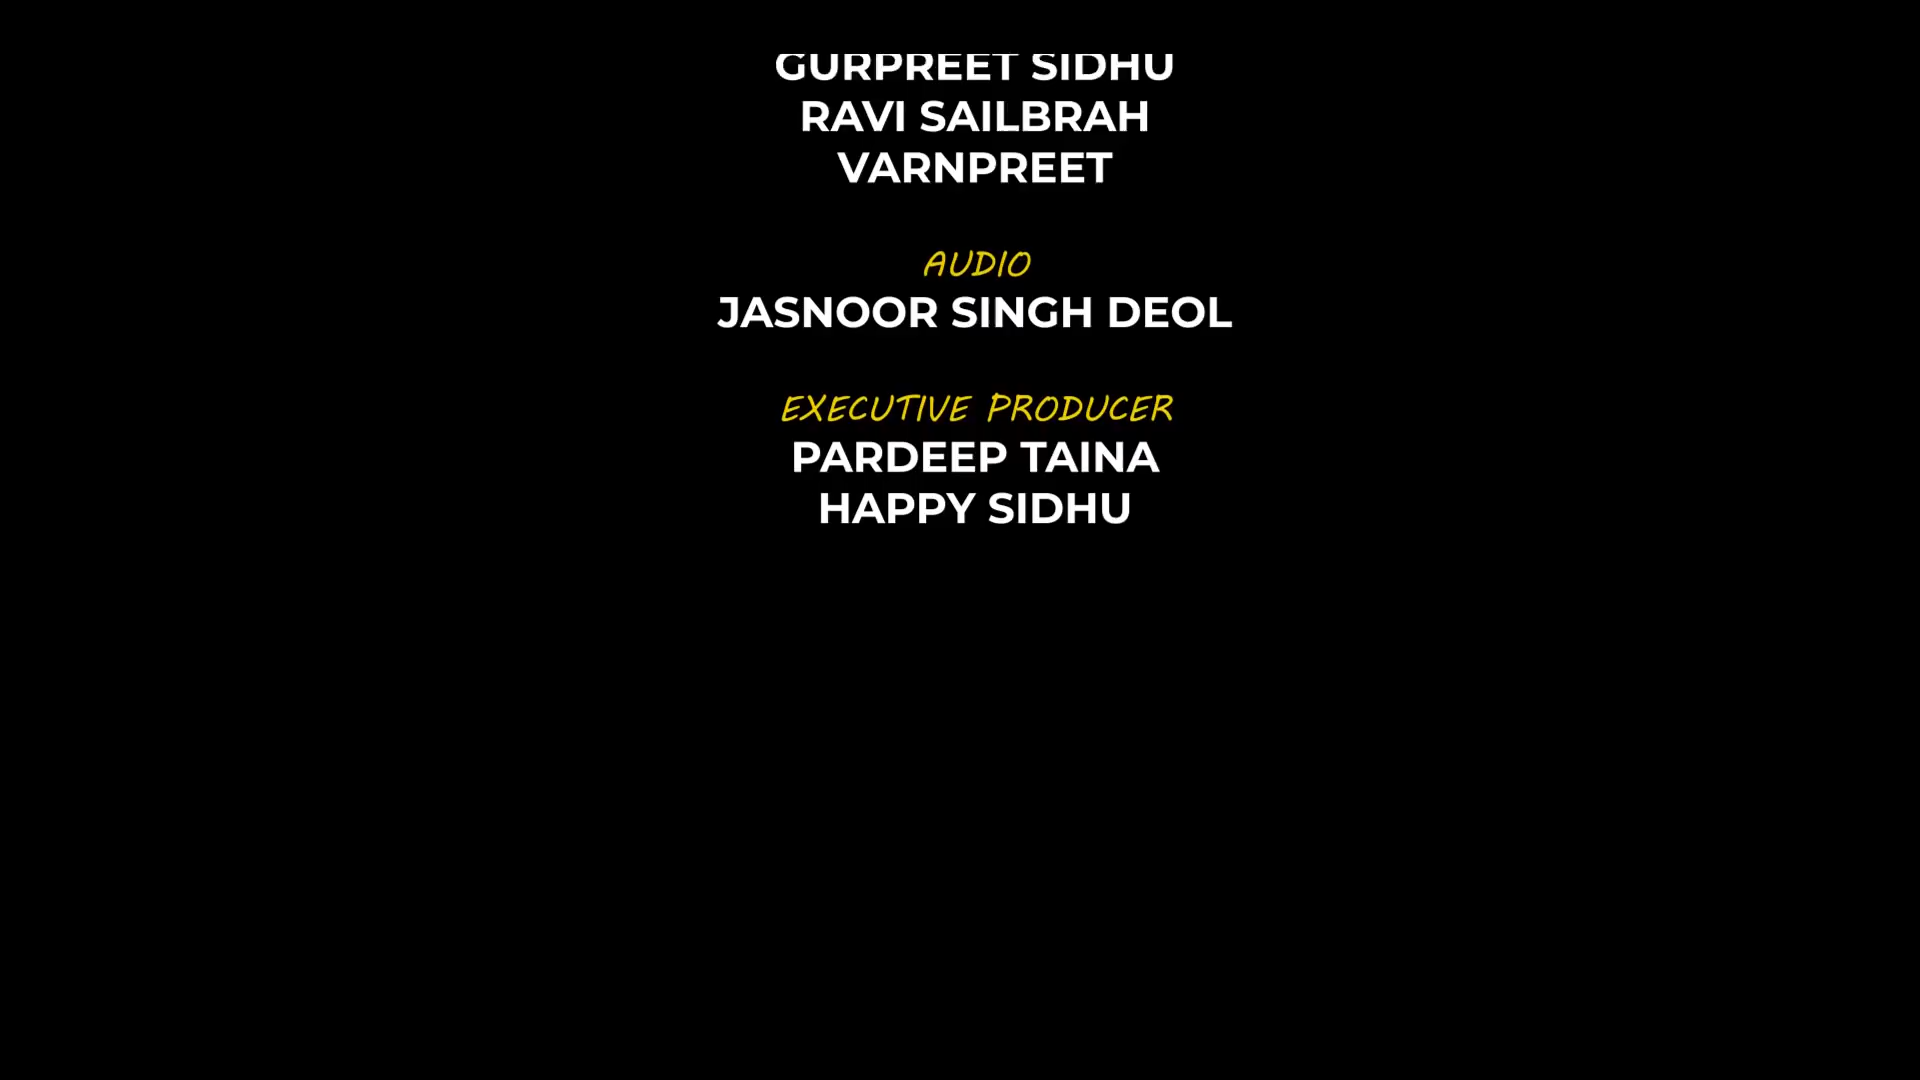 GURPREET SIDHU
RAVI SAILBRAH
VARNPREET
AUDIO
JASNOOR SINGH DEOL
EXECUTIVE PRODUCER
PARDEEP TAINA
HAPPY SIDHU